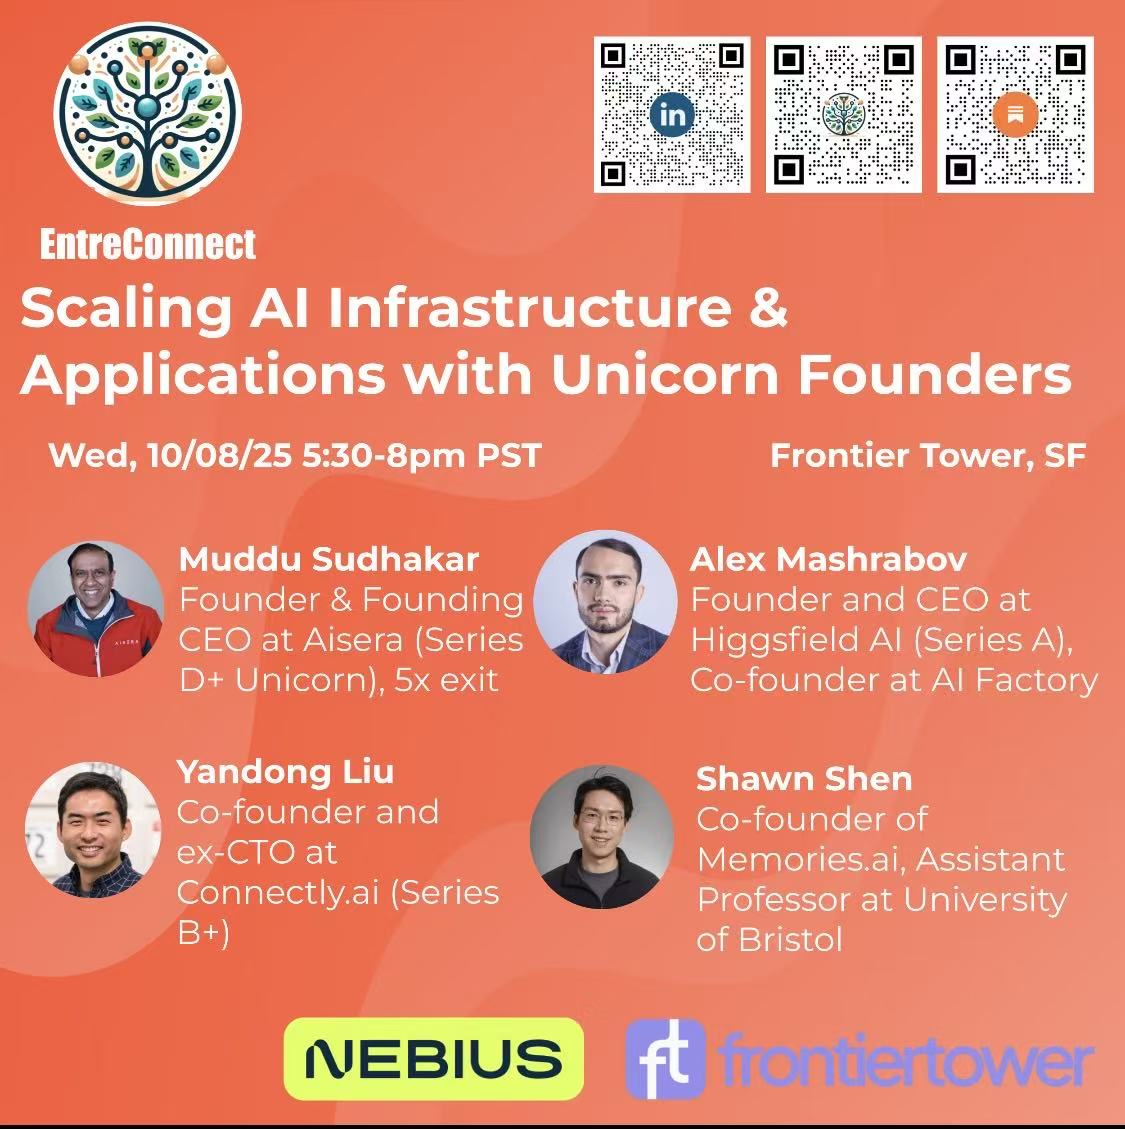 EntreConnect
in
Scaling AI Infrastructure &
Applications with Unicorn Founders
Wed, 10/08/25 5:30-8pm PST
Frontier Tower, SF
Muddu Sudhakar
Founder & Founding
CEO at Aisera (Series
D+ Unicorn), 5x exit
AISERA
Alex Mashrabov
Founder and CEO at
Higgsfield AI (Series A),
Co-founder at AI Factory
Yandong Liu
Co-founder and
ex-CTO at
Connectly.ai (Series
B+)
Shawn Shen
Co-founder of
Memories.ai, Assistant
Professor at University
of Bristol
NEBIUS
ft frontiertower